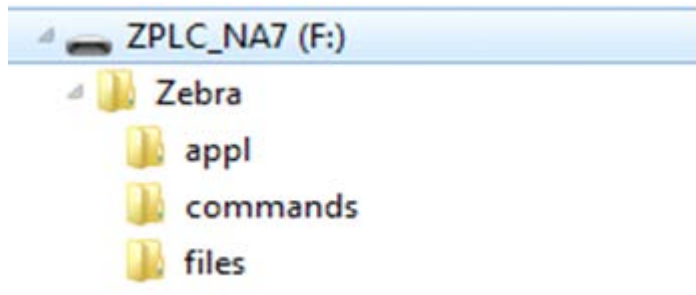 ZPLC_NA7 (F:)
Zebra
appl
commands
files